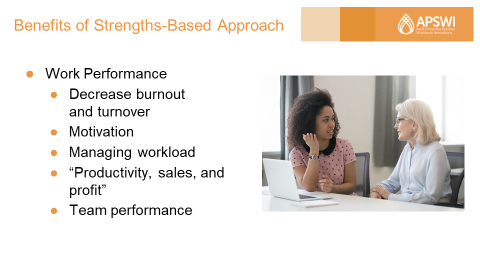 Benefits of Strengths-Based Approach
APSWI
Work Performance
Decrease burnout
and turnover
Motivation
Managing workload
“Productivity, sales, and
profit”
Team performance